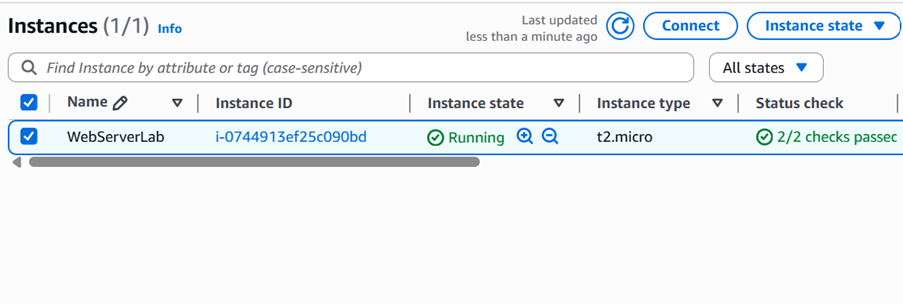 Instances (1/1) Info
Last updated
less than a minute ago
Connect
Instance state
Find Instance by attribute or tag (case-sensitive)
All states
Name Instance ID Instance state Instance type Status check
WebServerLab i-0744913ef25c090bd Running t2.micro 2/2 checks passec